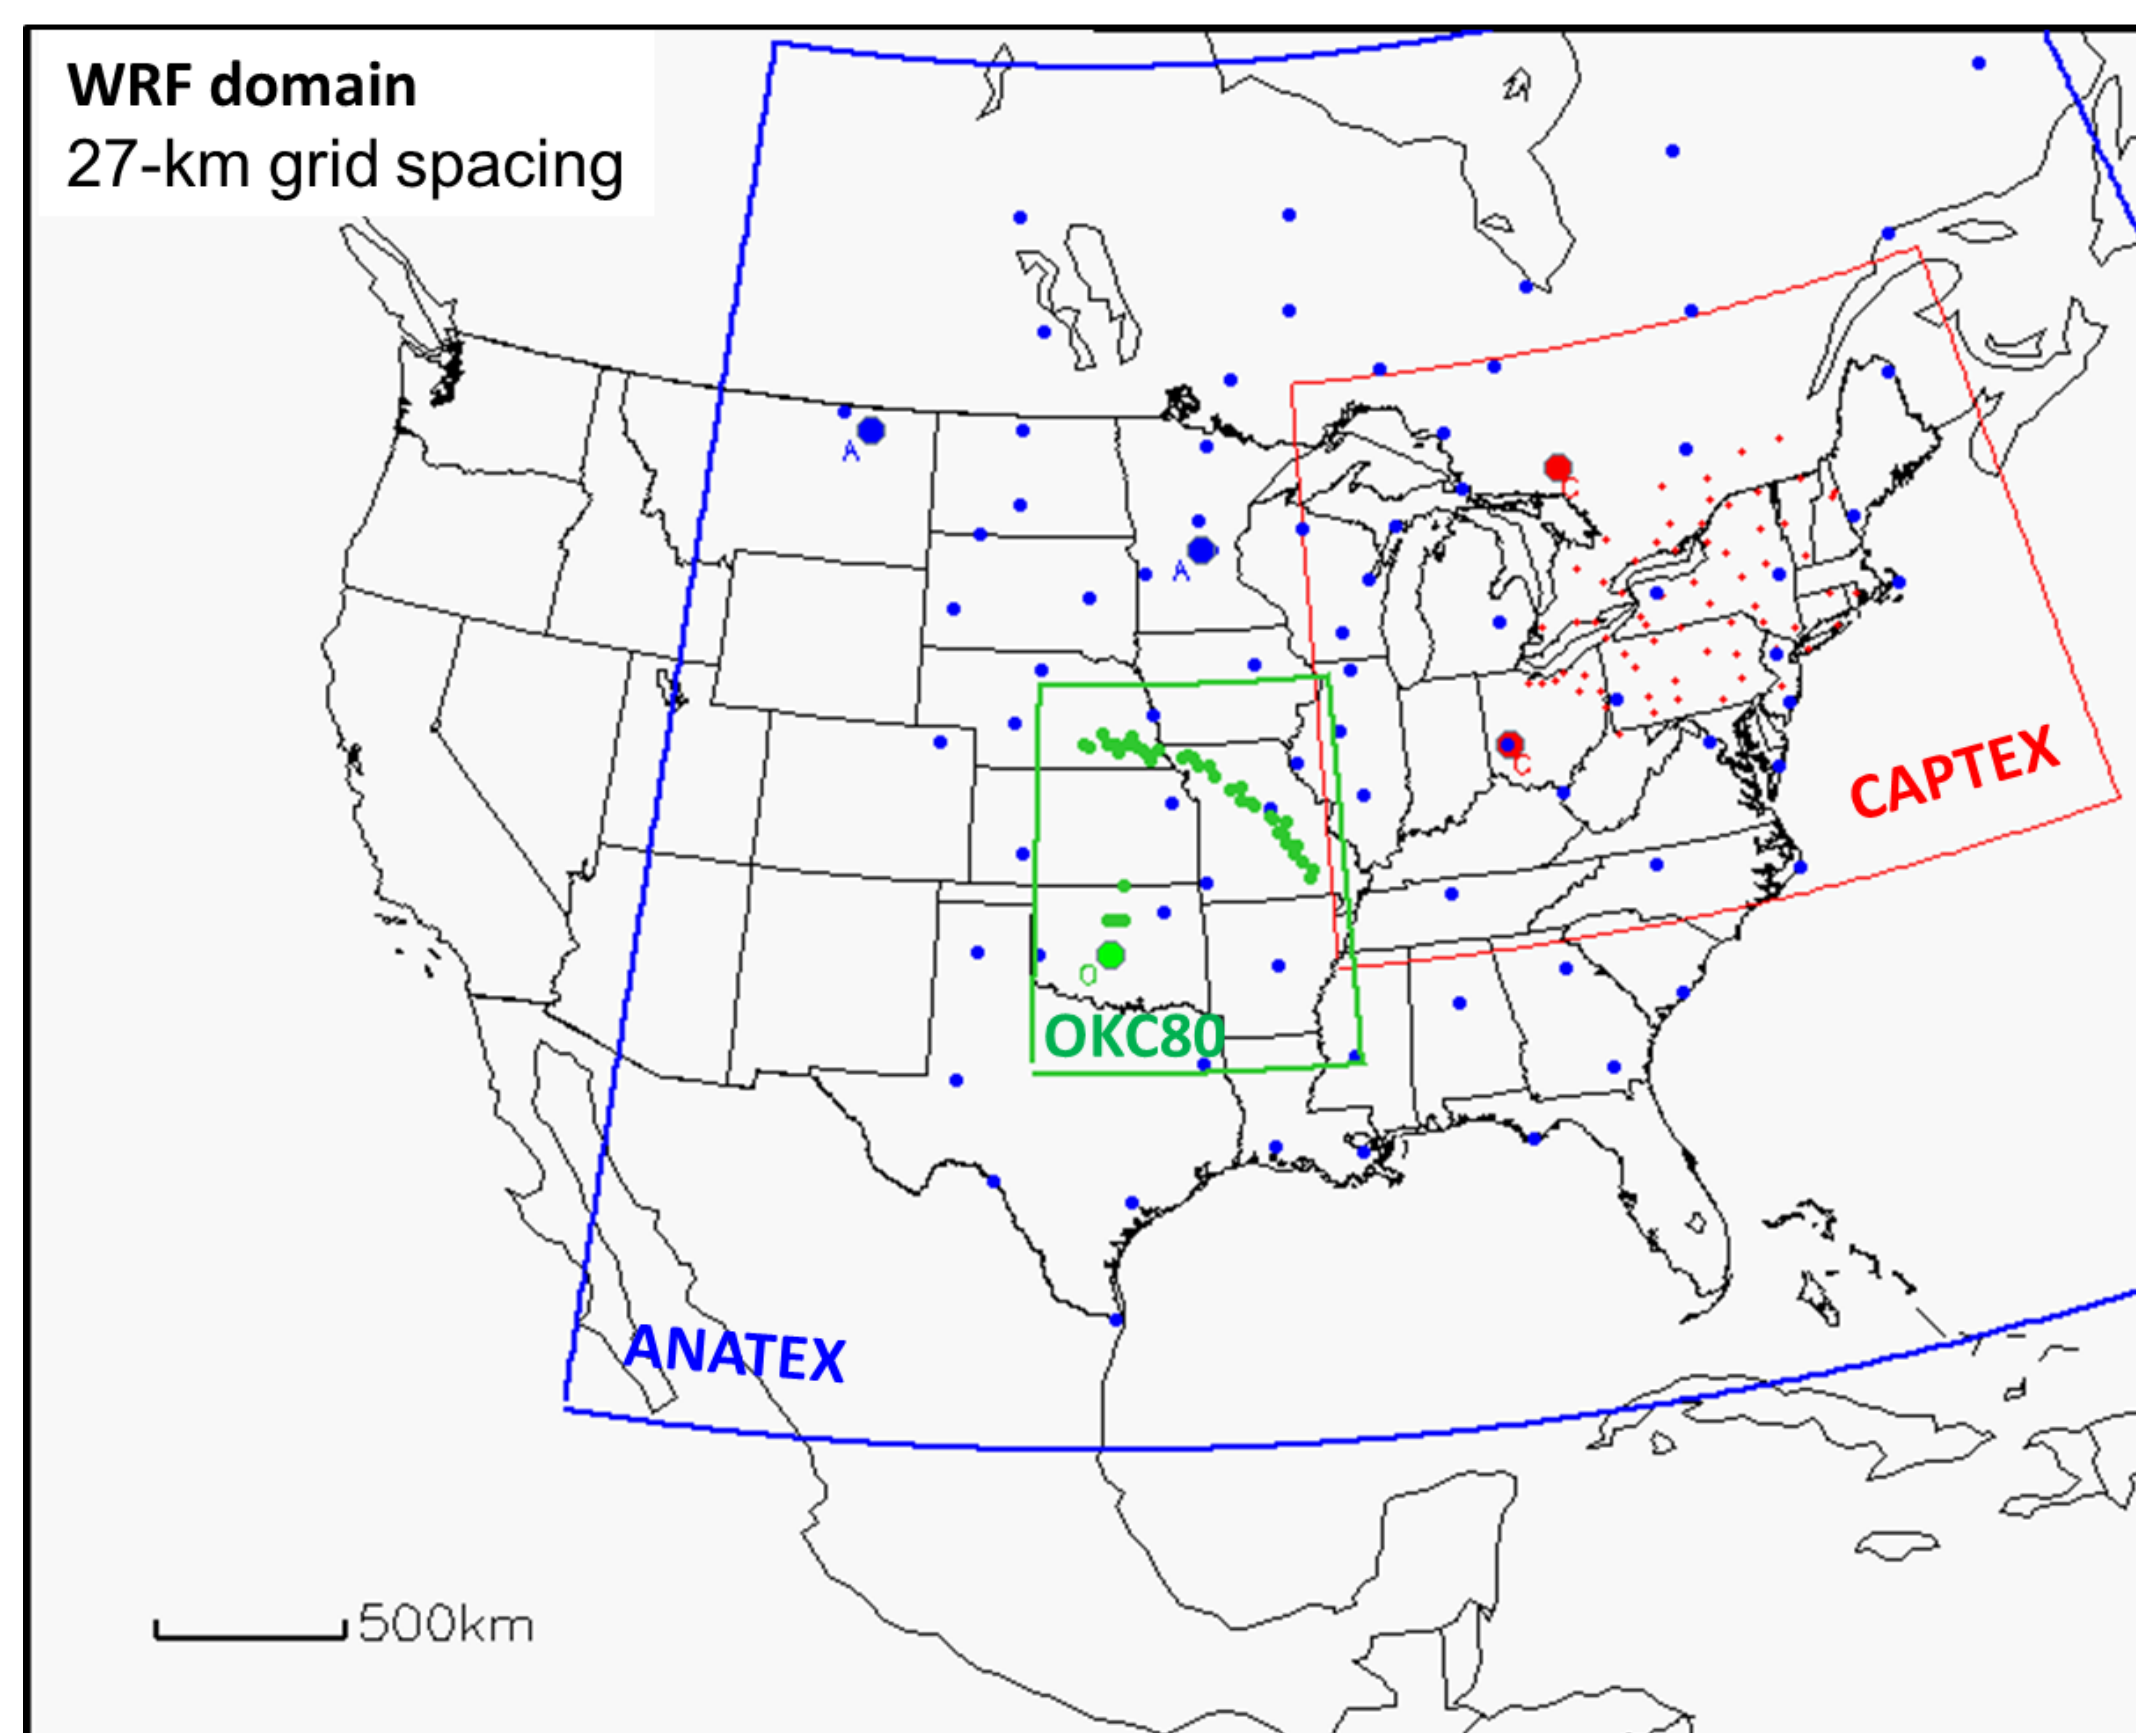 WRF domain
27-km grid spacing
A
C
A
C
CAPTEX
O
OKC80
ANATEX
500km